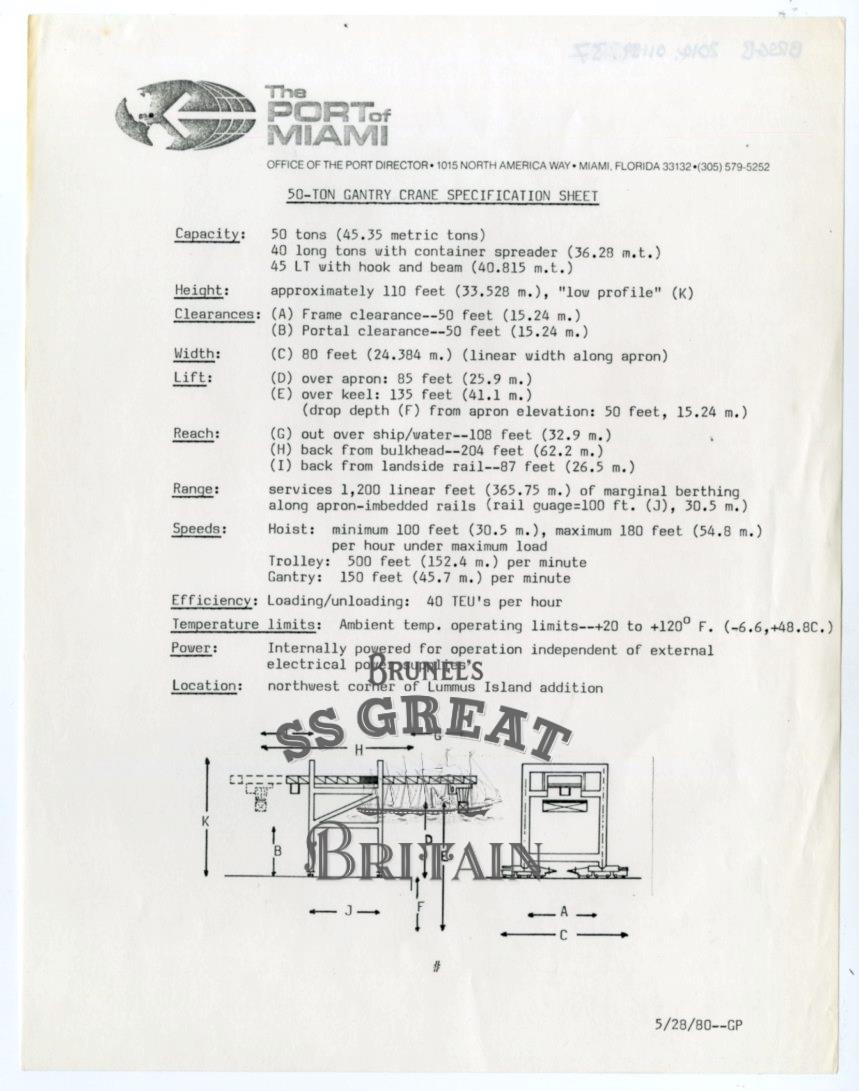 The
PORT of
MIAMI
OFFICE OF THE PORT DIRECTOR • 1015 NORTH AMERICA WAY • MIAMI, FLORIDA 33132 • (305) 579-5252
50-TON GANTRY CRANE SPECIFICATION SHEET
Capacity: 50 tons (45.35 metric tons)
40 long tons with container spreader (36.28 m.t.)
45 LT with hook and beam (40.815 m.t.)
Height: approximately 110 feet (33.528 m.), "low profile" (K)
Clearances: (A) Frame clearance--50 feet (15.24 m.)
(B) Portal clearance--50 feet (15.24 m.)
Width: (C) 80 feet (24.384 m.) (linear width along apron)
Lift: (D) over apron: 85 feet (25.9 m.)
(E) over keel: 135 feet (41.1 m.)
(drop depth (F) from apron elevation: 50 feet, 15.24 m.)
Reach: (G) out over ship/water--108 feet (32.9 m.)
(H) back from bulkhead--204 feet (62.2 m.)
(I) back from landside rail--87 feet (26.5 m.)
Range: services 1,200 linear feet (365.75 m.) of marginal berthing
along apron-imbedded rails (rail guage=100 ft. (J), 30.5 m.)
Speeds: Hoist: minimum 100 feet (30.5 m.), maximum 180 feet (54.8 m.)
per hour under maximum load
Trolley: 500 feet (152.4 m.) per minute
Gantry: 150 feet (45.7 m.) per minute
Efficiency: Loading/unloading: 40 TEU's per hour
Temperature limits: Ambient temp. operating limits--+20 to +120° F. (-6.6,+48.8C.)
Power: Internally powered for operation independent of external
electrical power supplies
BRUNEL'S
Location: northwest corner of Lummus Island addition
SS GREAT
G
H
K
B
D
E
BRITAIN
J
F
A
C
#
5/28/80--GP